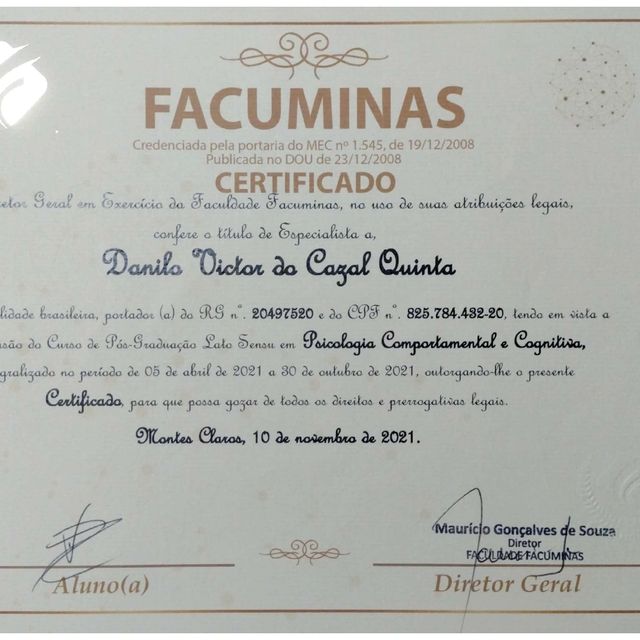 FACUMINAS
Credenciada pela portaria do MEC nº 1.545, de 19/12/2008
Publicada no DOU de 23/12/2008
CERTIFICADO
etor Geral em Exercício da Faculdade Facuminas, no uso de suas atribuições legais,
confere o título de Especialista a,
Danilo Victor do Cazal Quinta
lidade brasileira, portador (a) do RG nº. 20497520 e do CPF nº. 825.784.432-20, tendo em vista a
são do Curso de Pós-Graduação Lato Sensu em Psicologia Comportamental e Cognitiva,
gralizado no período de 05 de abril de 2021 a 30 de outubro de 2021, outorgando-lhe o presente
Certificado, para que possa gozar de todos os direitos e prerrogativas legais.
Montes Claros, 10 de novembro de 2021.
Maurício Gonçalves de Souza
Diretor
FACULDADE FACUMINAS
Aluno(a)
Diretor Geral